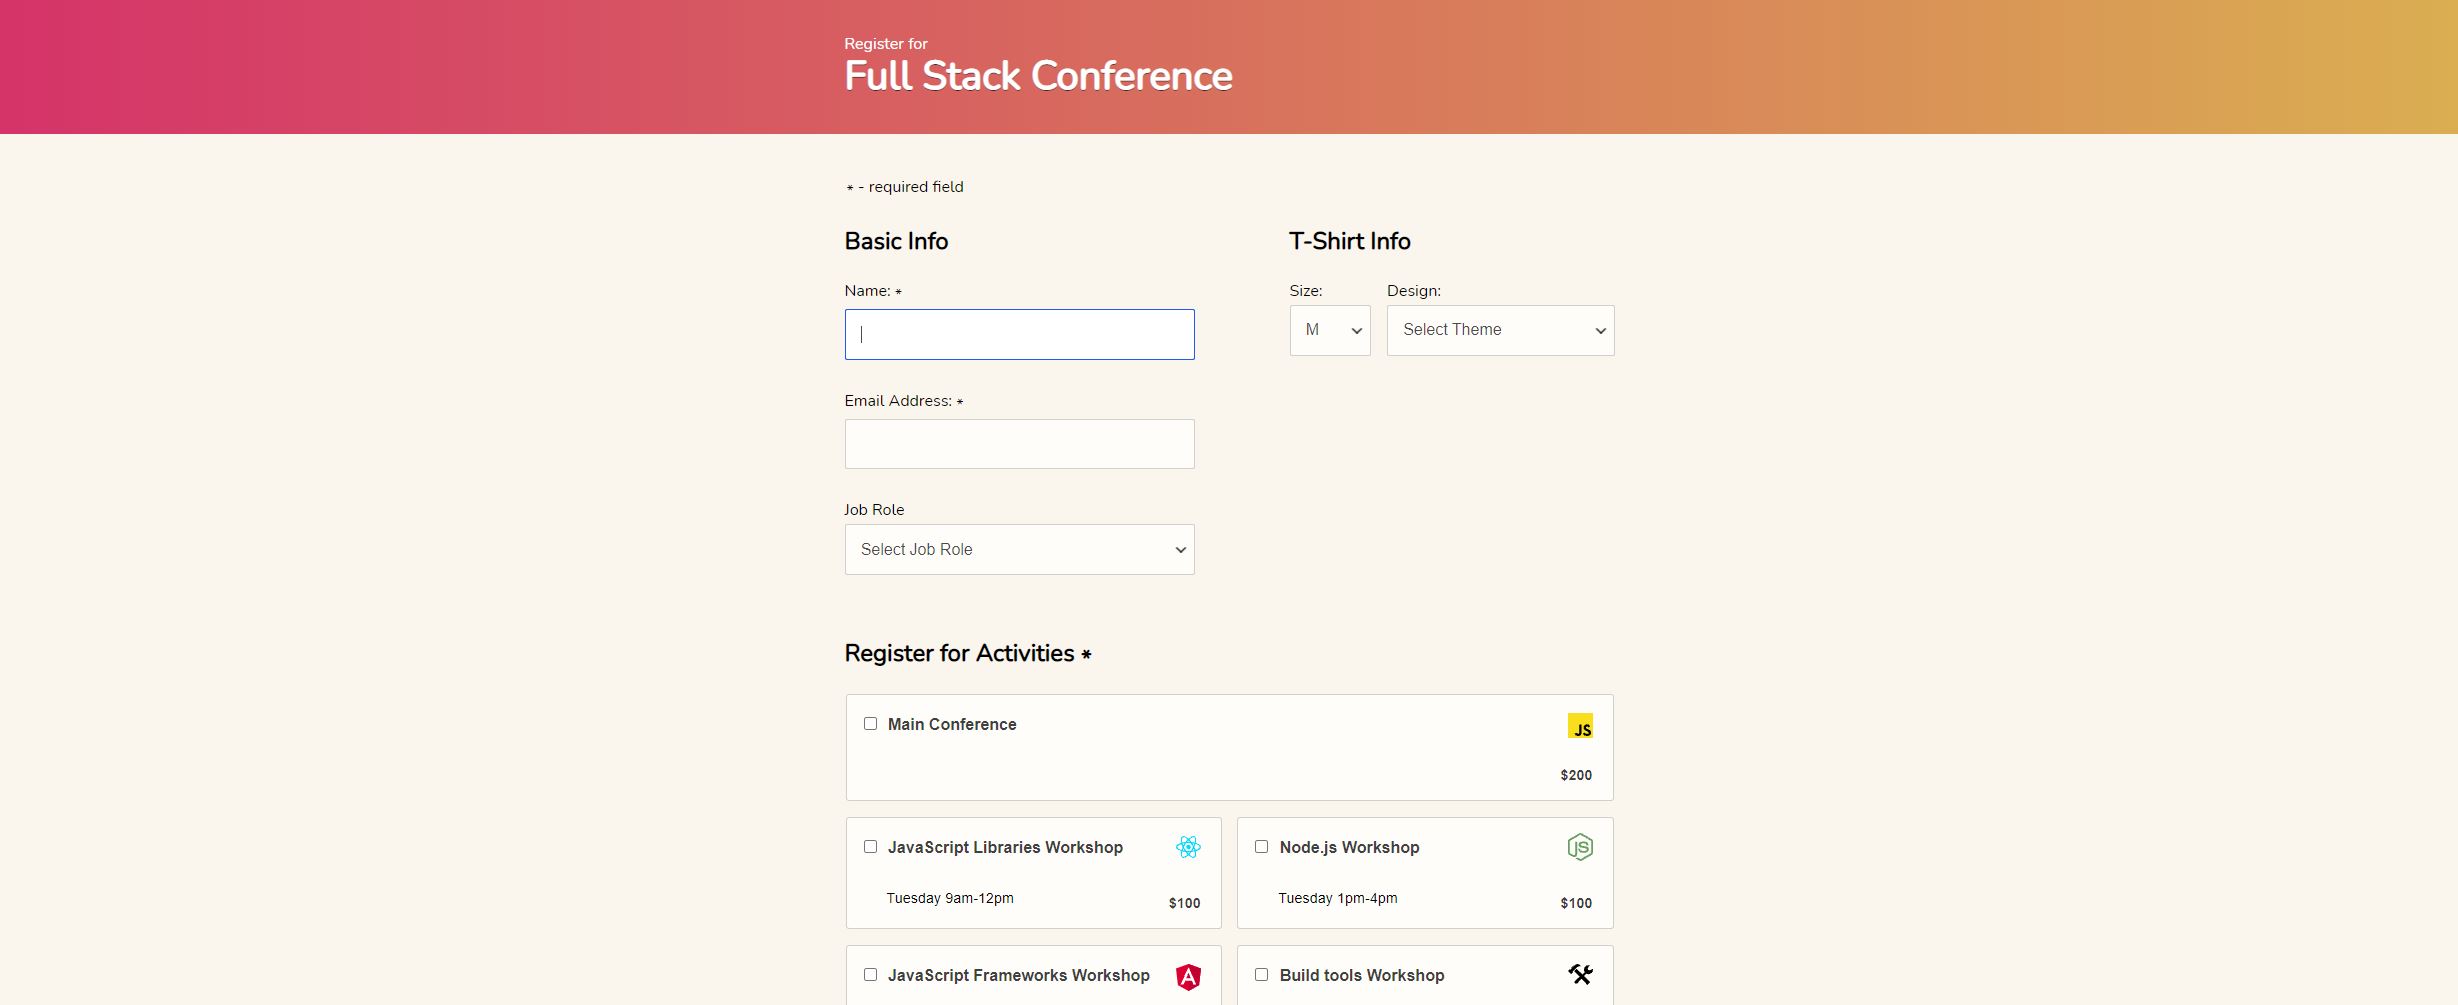 Register for
Full Stack Conference
* - required field
Basic Info
Name: *
Email Address: *
Job Role
Select Job Role
T-Shirt Info
Size:
M
Design:
Select Theme
Register for Activities *
Main Conference
JS
$200
JavaScript Libraries Workshop
Tuesday 9am-12pm
$100
Node.js Workshop
JS
Tuesday 1pm-4pm
$100
JavaScript Frameworks Workshop
A
Build tools Workshop